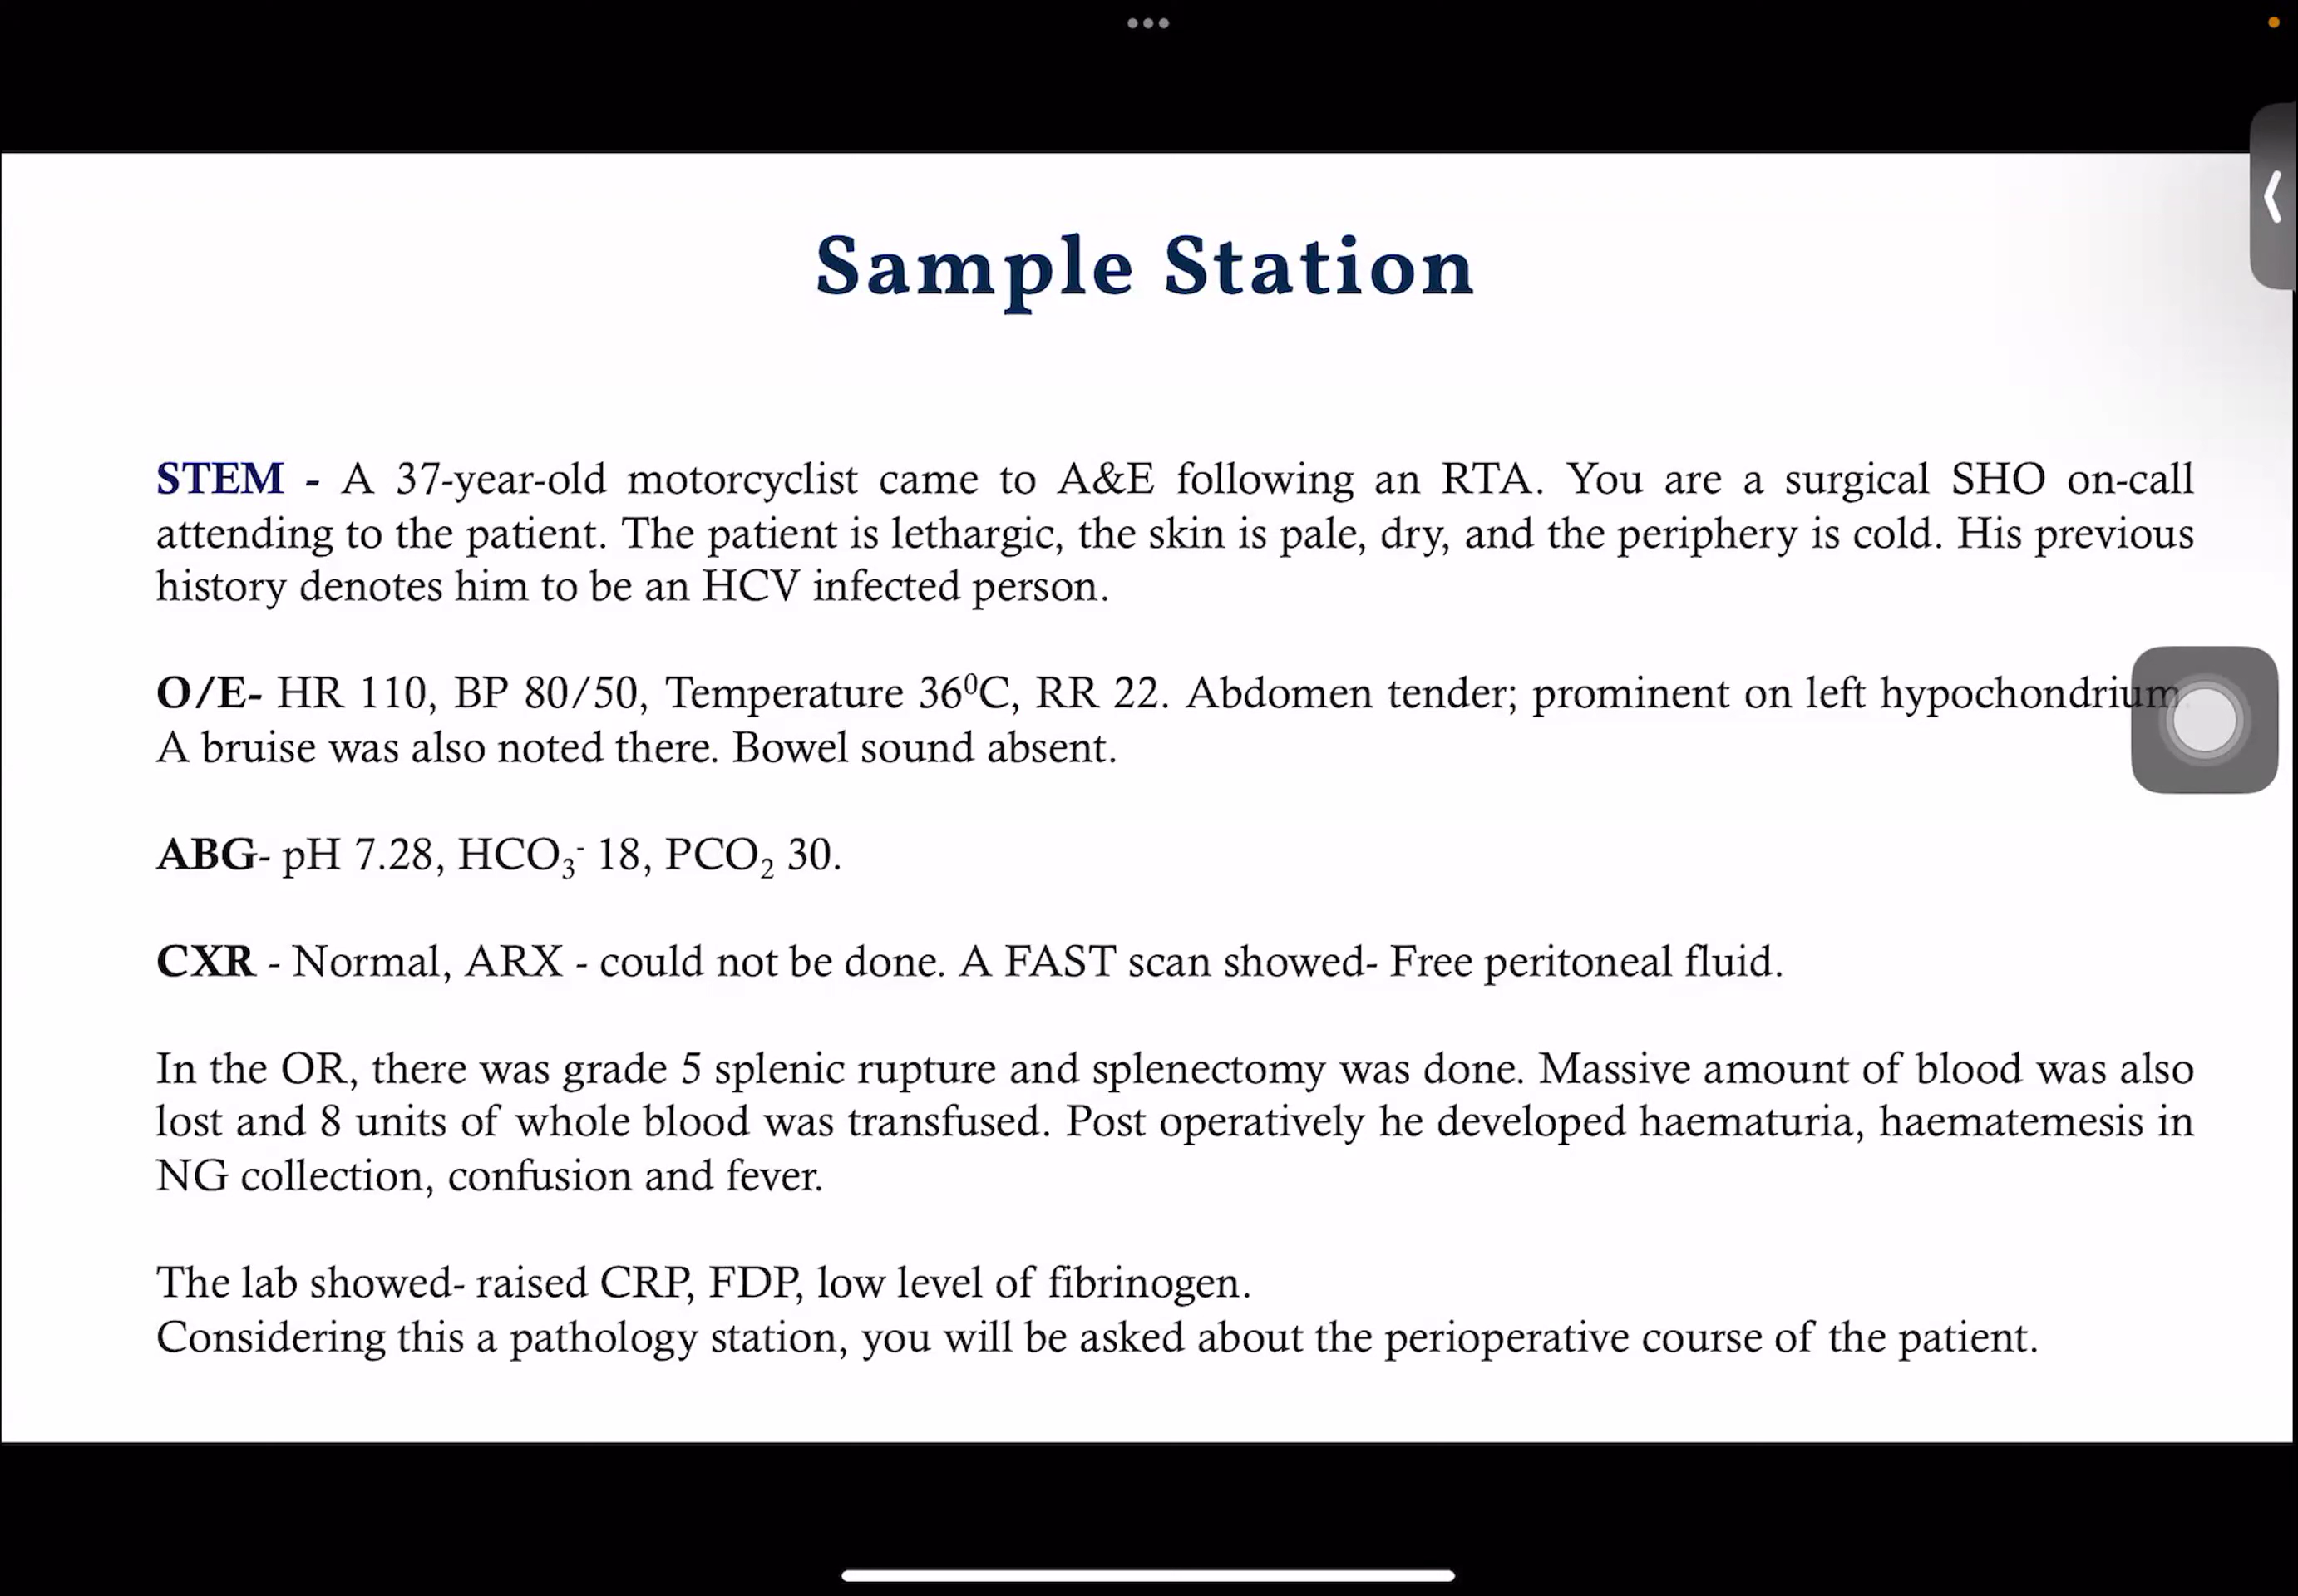 Sample Station
STEM - A 37-year-old motorcyclist came to A&E following an RTA. You are a surgical SHO on-call
attending to the patient. The patient is lethargic, the skin is pale, dry, and the periphery is cold. His previous
history denotes him to be an HCV infected person.
O/E- HR 110, BP 80/50, Temperature 36⁰C, RR 22. Abdomen tender; prominent on left hypochondrium.
A bruise was also noted there. Bowel sound absent.
ABG- pH 7.28, HCO₃⁻ 18, PCO₂ 30.
CXR - Normal, ARX - could not be done. A FAST scan showed- Free peritoneal fluid.
In the OR, there was grade 5 splenic rupture and splenectomy was done. Massive amount of blood was also
lost and 8 units of whole blood was transfused. Post operatively he developed haematuria, haematemesis in
NG collection, confusion and fever.
The lab showed- raised CRP, FDP, low level of fibrinogen.
Considering this a pathology station, you will be asked about the perioperative course of the patient.